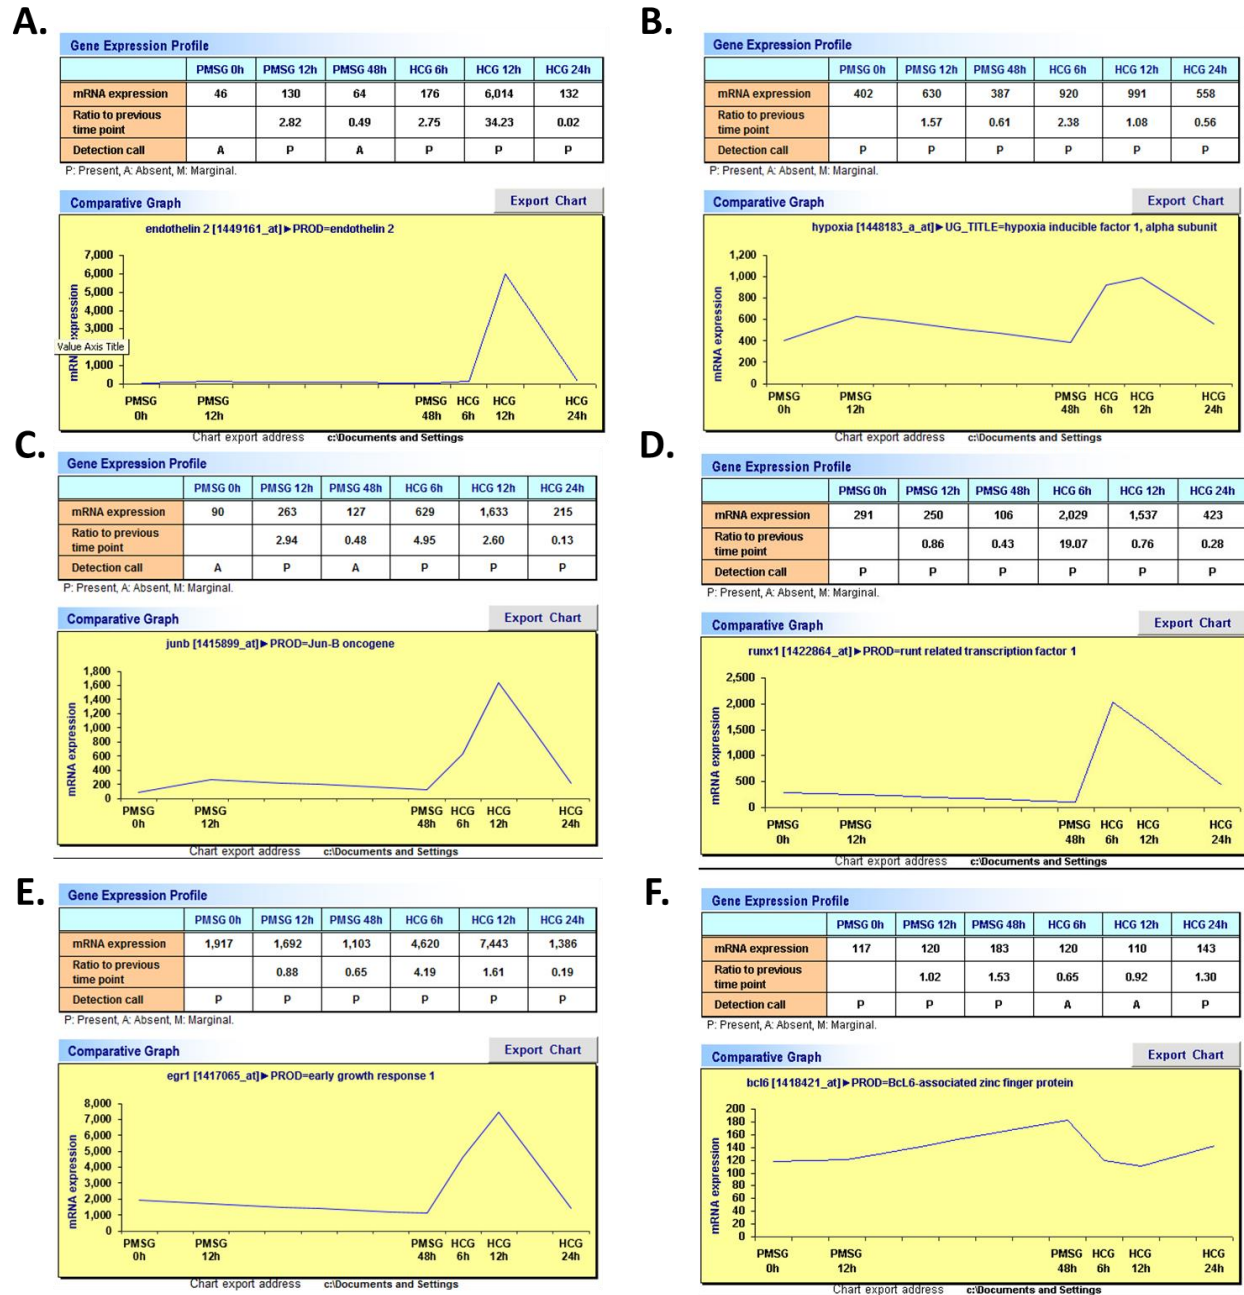 A.
Gene Expression Profile
PMSG 0h PMSG 12h PMSG 48h HCG 6h HCG 12h HCG 24h
mRNA expression 46 130 64 176 6,014 132
Ratio to previous time point 2.82 0.49 2.75 34.23 0.02
Detection call A P A P P P
P: Present, A: Absent, M: Marginal.
Comparative Graph Export Chart
endothelin 2 [1449161_at]►PROD=endothelin 2
mRNA expression
Value Axis Title
7,000
6,000
5,000
4,000
3,000
1,000
0
PMSG 0h PMSG 12h PMSG 48h HCG 6h HCG 12h HCG 24h
Chart export address c:\Documents and Settings
B.
Gene Expression Profile
PMSG 0h PMSG 12h PMSG 48h HCG 6h HCG 12h HCG 24h
mRNA expression 402 630 387 920 991 558
Ratio to previous time point 1.57 0.61 2.38 1.08 0.56
Detection call P P P P P P
P: Present, A: Absent, M: Marginal.
Comparative Graph Export Chart
hypoxia [1448183_a_at]►UG_TITLE=hypoxia inducible factor 1, alpha subunit
mRNA expression
1,200
1,000
800
600
400
200
0
PMSG 0h PMSG 12h PMSG 48h HCG 6h HCG 12h HCG 24h
Chart export address c:\Documents and Settings
C.
Gene Expression Profile
PMSG 0h PMSG 12h PMSG 48h HCG 6h HCG 12h HCG 24h
mRNA expression 90 263 127 629 1,633 215
Ratio to previous time point 2.94 0.48 4.95 2.60 0.13
Detection call A P A P P P
P: Present, A: Absent, M: Marginal.
Comparative Graph Export Chart
junb [1415899_at]►PROD=Jun-B oncogene
mRNA expression
1,800
1,600
1,400
1,200
1,000
800
600
400
200
0
PMSG 0h PMSG 12h PMSG 48h HCG 6h HCG 12h HCG 24h
Chart export address c:\Documents and Settings
D.
Gene Expression Profile
PMSG 0h PMSG 12h PMSG 48h HCG 6h HCG 12h HCG 24h
mRNA expression 291 250 106 2,029 1,537 423
Ratio to previous time point 0.86 0.43 19.07 0.76 0.28
Detection call P P P P P P
P: Present, A: Absent, M: Marginal.
Comparative Graph Export Chart
runx1 [1422864_at]►PROD=runt related transcription factor 1
mRNA expression
2,500
2,000
1,500
1,000
500
0
PMSG 0h PMSG 12h PMSG 48h HCG 6h HCG 12h HCG 24h
Chart export address c:\Documents and Settings
E.
Gene Expression Profile
PMSG 0h PMSG 12h PMSG 48h HCG 6h HCG 12h HCG 24h
mRNA expression 1,917 1,692 1,103 4,620 7,443 1,386
Ratio to previous time point 0.88 0.65 4.19 1.61 0.19
Detection call P P P P P P
P: Present, A: Absent, M: Marginal.
Comparative Graph Export Chart
egr1 [1417065_at]►PROD=early growth response 1
mRNA expression
8,000
7,000
6,000
5,000
4,000
3,000
2,000
1,000
0
PMSG 0h PMSG 12h PMSG 48h HCG 6h HCG 12h HCG 24h
Chart export address c:\Documents and Settings
F.
Gene Expression Profile
PMSG 0h PMSG 12h PMSG 48h HCG 6h HCG 12h HCG 24h
mRNA expression 117 120 183 120 110 143
Ratio to previous time point 1.02 1.53 0.65 0.92 1.30
Detection call P P P A A P
P: Present, A: Absent, M: Marginal.
Comparative Graph Export Chart
bcl6 [1418421_at]►PROD=BcL6-associated zinc finger protein
mRNA expression
200
180
160
140
120
100
80
60
40
20
0
PMSG 0h PMSG 12h PMSG 48h HCG 6h HCG 12h HCG 24h
Chart export address c:\Documents and Settings